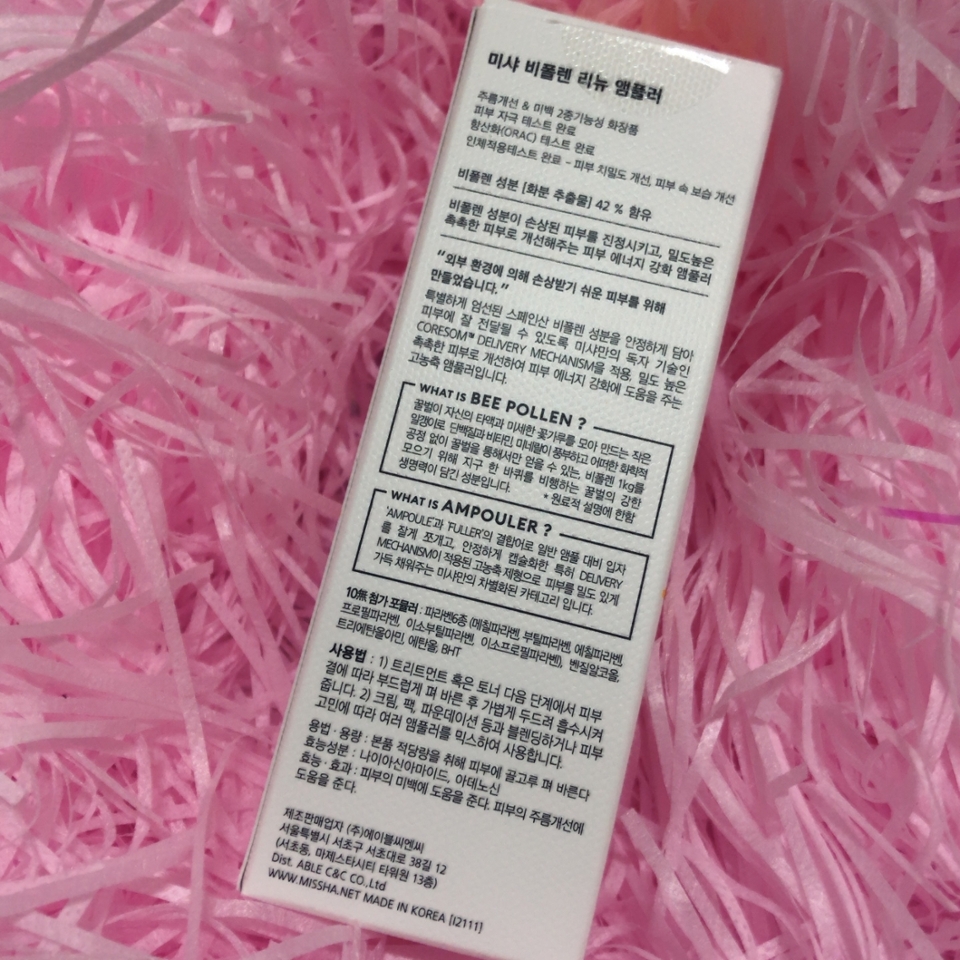 미샤 비폴렌 리뉴 앰풀러
주름개선 & 미백 2중기능성 화장품
피부 자극 테스트 완료
항산화(ORAC) 테스트 완료
인체적용테스트 완료 - 피부 치밀도 개선, 피부 속 보습 개선
비폴렌 성분 [화분 추출물] 42 % 함유
비폴렌 성분이 손상된 피부를 진정시키고, 밀도높은
촉촉한 피부로 개선해주는 피부 에너지 강화 앰풀러
“외부 환경에 의해 손상받기 쉬운 피부를 위해
만들었습니다.”
특별하게 엄선된 스페인산 비폴렌 성분을 안정하게 담아
피부에 잘 전달될 수 있도록 미샤만의 독자 기술인
CORESOM™ DELIVERY MECHANISM을 적용, 밀도 높은
촉촉한 피부로 개선하여 피부 에너지 강화에 도움을 주는
고농축 앰풀러입니다.
WHAT IS BEE POLLEN ?
꿀벌이 자신의 타액과 미세한 꽃가루를 모아 만드는 작은
알갱이로 단백질과 비타민, 미네랄이 풍부하고 어떠한 화학적
공정 없이 꿀벌을 통해서만 얻을 수 있는, 비폴렌 1kg를
모으기 위해 지구 한 바퀴를 비행하는 꿀벌의 강한
생명력이 담긴 성분입니다. *원료적 설명에 한함
WHAT IS AMPOULER ?
'AMPOULE'과 'FULLER'의 결합어로 일반 앰풀 대비 입자
를 잘게 쪼개고, 안정하게 캡슐화한 특허 DELIVERY
MECHANISM이 적용된 고농축 제형으로 피부를 밀도 있게
가득 채워주는 미샤만의 차별화된 카테고리 입니다.
10無 첨가 포뮬러 : 파라벤6종 (메칠파라벤, 부틸파라벤, 에칠파라벤,
프로필파라벤, 이소부틸파라벤, 이소프로필파라벤), 벤질알코올,
트리에탄올아민, 에탄올, BHT
사용법 : 1) 트리트먼트 혹은 토너 다음 단계에서 피부
결에 따라 부드럽게 펴 바른 후 가볍게 두드려 흡수시켜
줍니다. 2) 크림, 팩, 파운데이션 등과 블렌딩하거나 피부
고민에 따라 여러 앰풀러를 믹스하여 사용합니다.
용법 · 용량 : 본품 적당량을 취해 피부에 골고루 펴 바른다
효능성분 : 나이아신아마이드, 아데노신
효능 · 효과 : 피부의 미백에 도움을 준다. 피부의 주름개선에
도움을 준다.
제조판매업자 (주)에이블씨엔씨
서울특별시 서초구 서초대로 38길 12
(서초동, 마제스타시티 타워원 13층)
Dist. ABLE C&C CO.,Ltd
WWW.MISSHA.NET MADE IN KOREA [I2111]